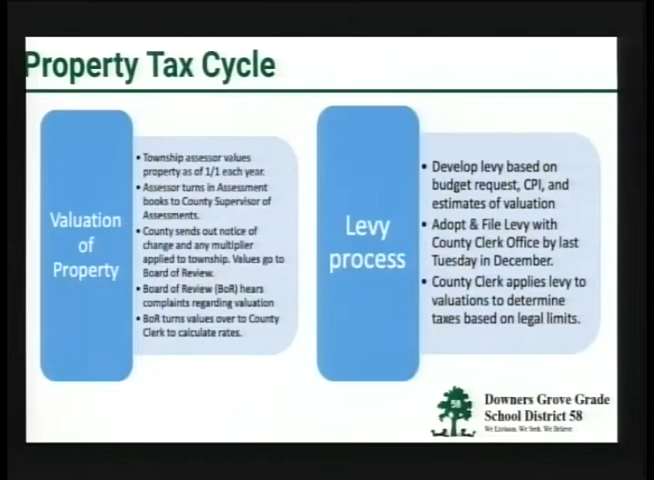 Property Tax Cycle
Valuation
of
Property
• Township assessor values
property as of 1/1 each year.
• Assessor turns in Assessment
books to County Supervisor of
Assessments.
• County sends out notice of
change and any multiplier
applied to township. Values go to
Board of Review.
• Board of Review (BoR) hears
complaints regarding valuation
• BoR turns values over to County
Clerk to calculate rates.
Levy
process
• Develop levy based on
budget request, CPI, and
estimates of valuation
• Adopt & File Levy with
County Clerk Office by last
Tuesday in December.
• County Clerk applies levy to
valuations to determine
taxes based on legal limits.
58
Downers Grove Grade
School District 58
We Seek, We Believe